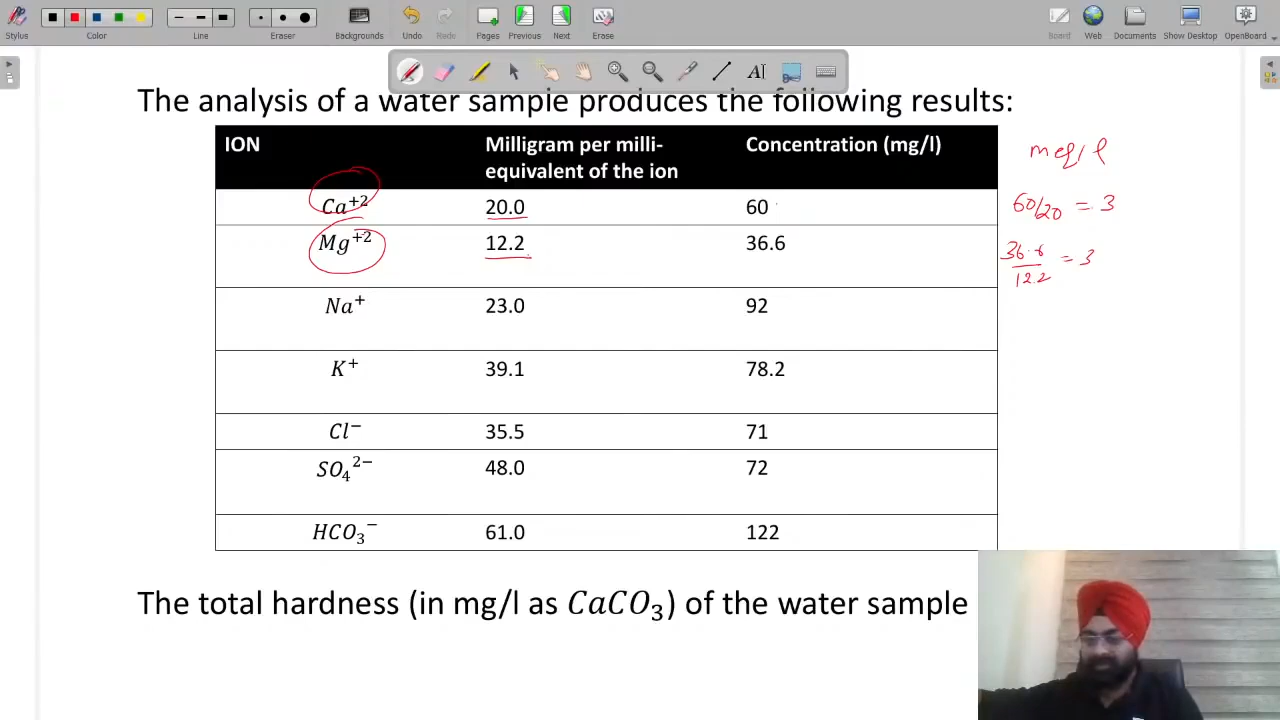 Stylus Color Line Eraser Backgrounds Undo Redo Pages Previous Next Erase Board Web Documents Show Desktop OpenBoard
The analysis of a water sample produces the following results:
ION Milligram per milli- Concentration (mg/l)
equivalent of the ion
meq/l
Ca⁺² 20.0 60
60/20 = 3
Mg⁺² 12.2 36.6
36.6/12.2 = 3
Na⁺ 23.0 92
K⁺ 39.1 78.2
Cl⁻ 35.5 71
SO₄²⁻ 48.0 72
HCO₃⁻ 61.0 122
The total hardness (in mg/l as CaCO₃) of the water sample